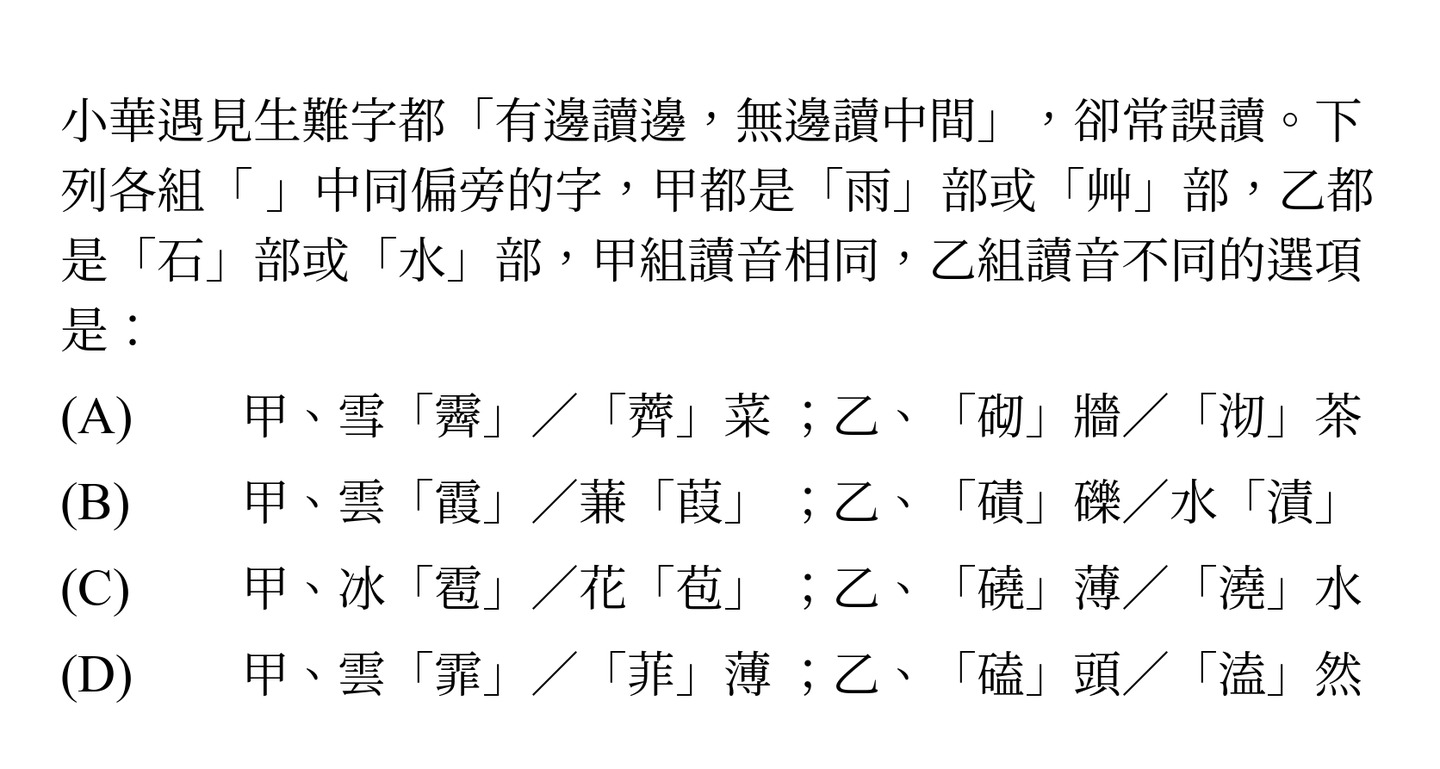 小華遇見生難字都「有邊讀邊，無邊讀中間」，卻常誤讀。下
列各組「 」中同偏旁的字，甲都是「雨」部或「艸」部，乙都
是「石」部或「水」部，甲組讀音相同，乙組讀音不同的選項
是：
(A) 甲、雪「霽」／「薺」菜 ；乙、「砌」牆／「沏」茶
(B) 甲、雲「霞」／蒹「葭」 ；乙、「磧」礫／水「漬」
(C) 甲、冰「雹」／花「苞」 ；乙、「磽」薄／「澆」水
(D) 甲、雲「霏」／「菲」薄 ；乙、「磕」頭／「溘」然